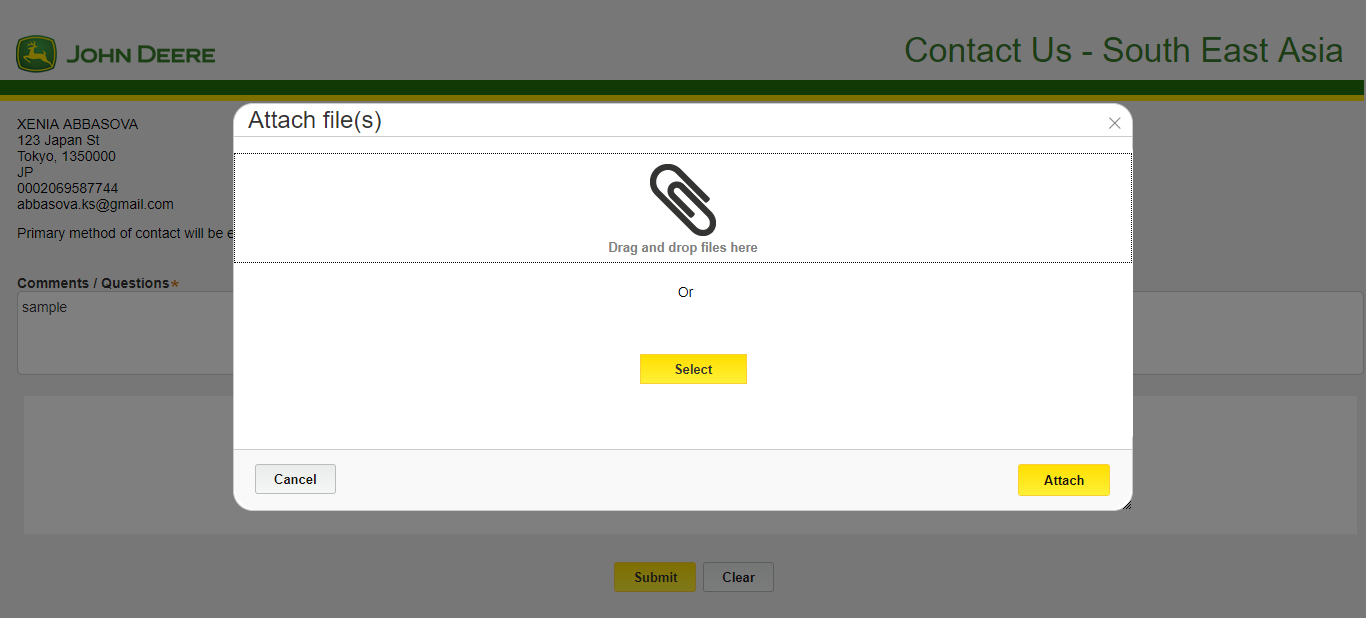 JOHN DEERE
Contact Us - South East Asia
XENIA ABBASOVA
123 Japan St
Tokyo, 1350000
JP
0002069587744
abbasova.ks@gmail.com
Primary method of contact will be e
Comments / Questions*
sample
Attach file(s)
Drag and drop files here
Or
Select
Cancel
Attach
Submit
Clear